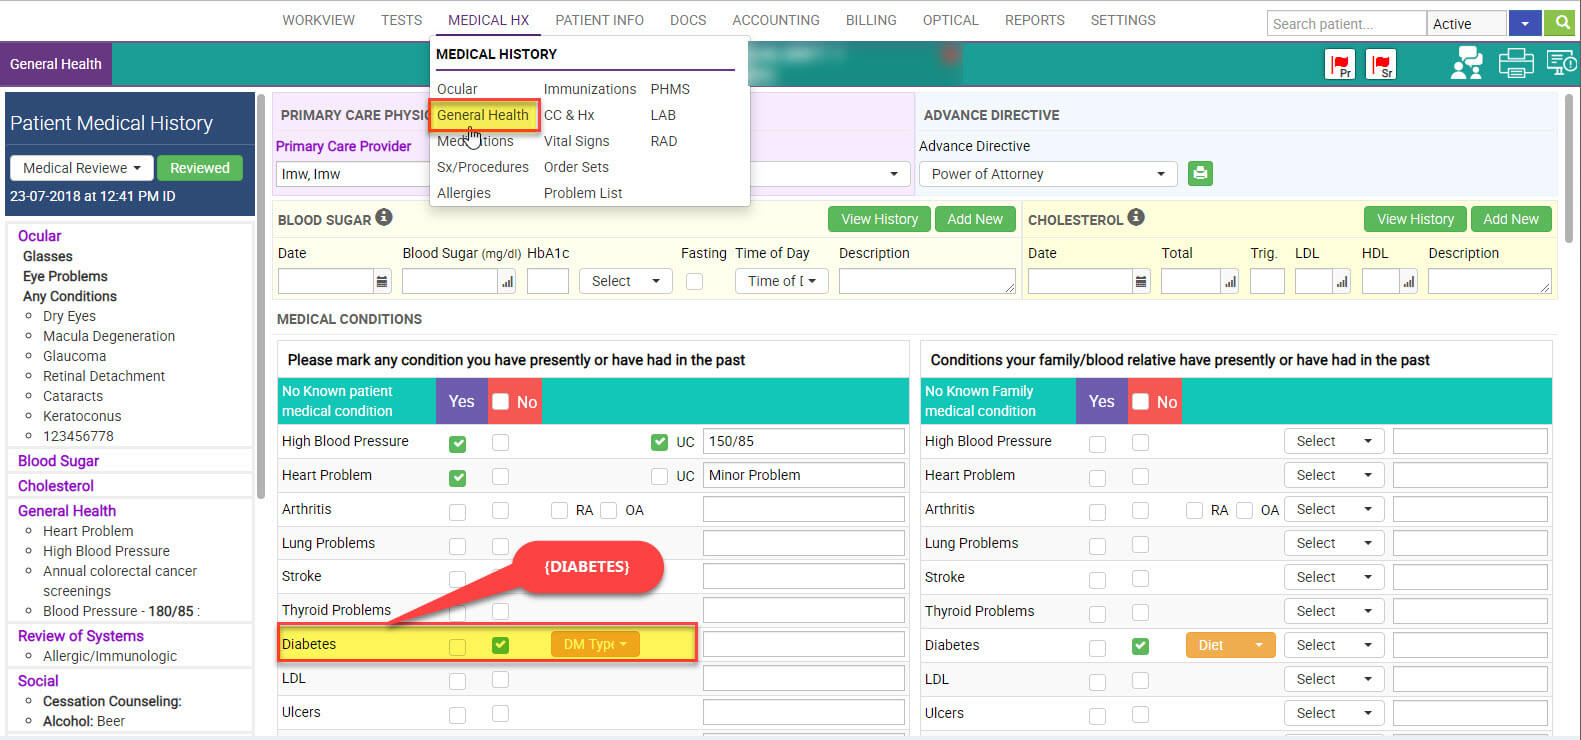 WORKVIEW TESTS MEDICAL HX PATIENT INFO DOCS ACCOUNTING BILLING OPTICAL REPORTS SETTINGS Search patient... Active
General Health
Pr Sr
MEDICAL HISTORY
Ocular Immunizations PHMS
General Health CC & Hx LAB
Vital Signs RAD
Sx/Procedures Order Sets
Allergies Problem List
Patient Medical History
Medical Reviewe Reviewed
23-07-2018 at 12:41 PM ID
Ocular
Glasses
Eye Problems
Any Conditions
Dry Eyes
Macula Degeneration
Glaucoma
Retinal Detachment
Cataracts
Keratoconus
123456778
Blood Sugar
Cholesterol
General Health
Heart Problem
High Blood Pressure
Annual colorectal cancer
screenings
Blood Pressure - 180/85 :
Review of Systems
Allergic/Immunologic
Social
Cessation Counseling:
Alcohol: Beer
PRIMARY CARE PHYSIC
Primary Care Provider
Imw, Imw
ADVANCE DIRECTIVE
Advance Directive
Power of Attorney
BLOOD SUGAR View History Add New
Date Blood Sugar (mg/dl) HbA1c Fasting Time of Day Description
Select Time of D
CHOLESTEROL View History Add New
Date Total Trig. LDL HDL Description
MEDICAL CONDITIONS
Please mark any condition you have presently or have had in the past
No Known patient
medical condition Yes No
High Blood Pressure UC 150/85
Heart Problem UC Minor Problem
Arthritis RA OA
Lung Problems
Stroke
Thyroid Problems
Diabetes DM Type
LDL
Ulcers
{DIABETES}
Conditions your family/blood relative have presently or have had in the past
No Known Family
medical condition Yes No
High Blood Pressure Select
Heart Problem Select
Arthritis RA OA Select
Lung Problems Select
Stroke Select
Thyroid Problems Select
Diabetes Diet Select
LDL Select
Ulcers Select